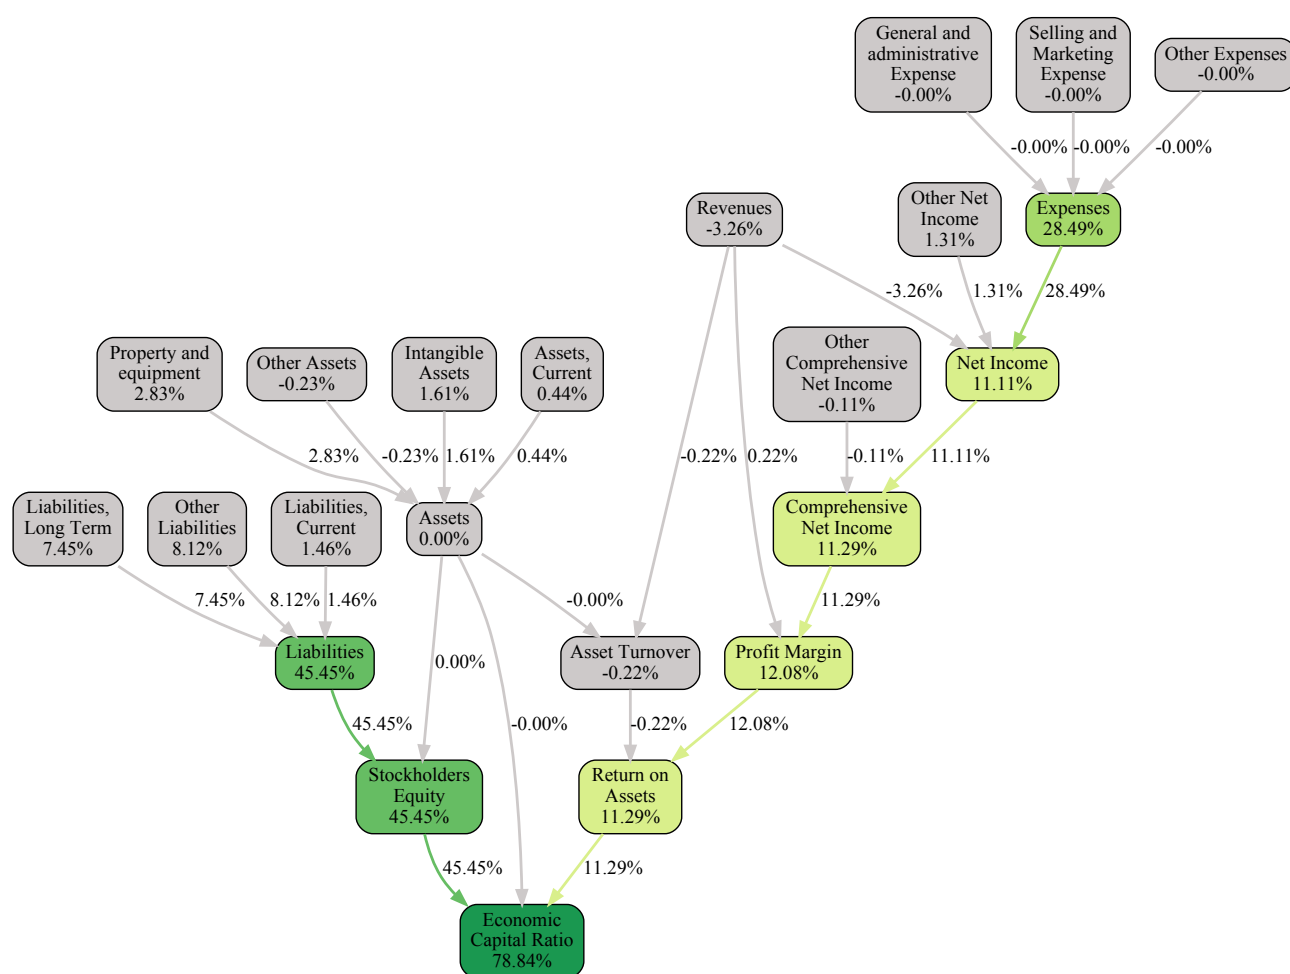 General and
administrative
Expense
-0.00%
Selling and
Marketing
Expense
-0.00%
Other Expenses
-0.00%
-0.00%
-0.00%
-0.00%
Revenues
-3.26%
Other Net
Income
1.31%
Expenses
28.49%
-3.26%
1.31%
28.49%
Property and
equipment
2.83%
Other Assets
-0.23%
Intangible
Assets
1.61%
Assets,
Current
0.44%
Other
Comprehensive
Net Income
-0.11%
Net Income
11.11%
2.83%
-0.23%
1.61%
0.44%
-0.22%
0.22%
-0.11%
11.11%
Liabilities,
Long Term
7.45%
Other
Liabilities
8.12%
Liabilities,
Current
1.46%
Assets
0.00%
Comprehensive
Net Income
11.29%
7.45%
8.12%
1.46%
-0.00%
11.29%
Liabilities
45.45%
0.00%
Asset Turnover
-0.22%
Profit Margin
12.08%
45.45%
-0.00%
-0.22%
12.08%
Stockholders
Equity
45.45%
Return on
Assets
11.29%
45.45%
11.29%
Economic
Capital Ratio
78.84%